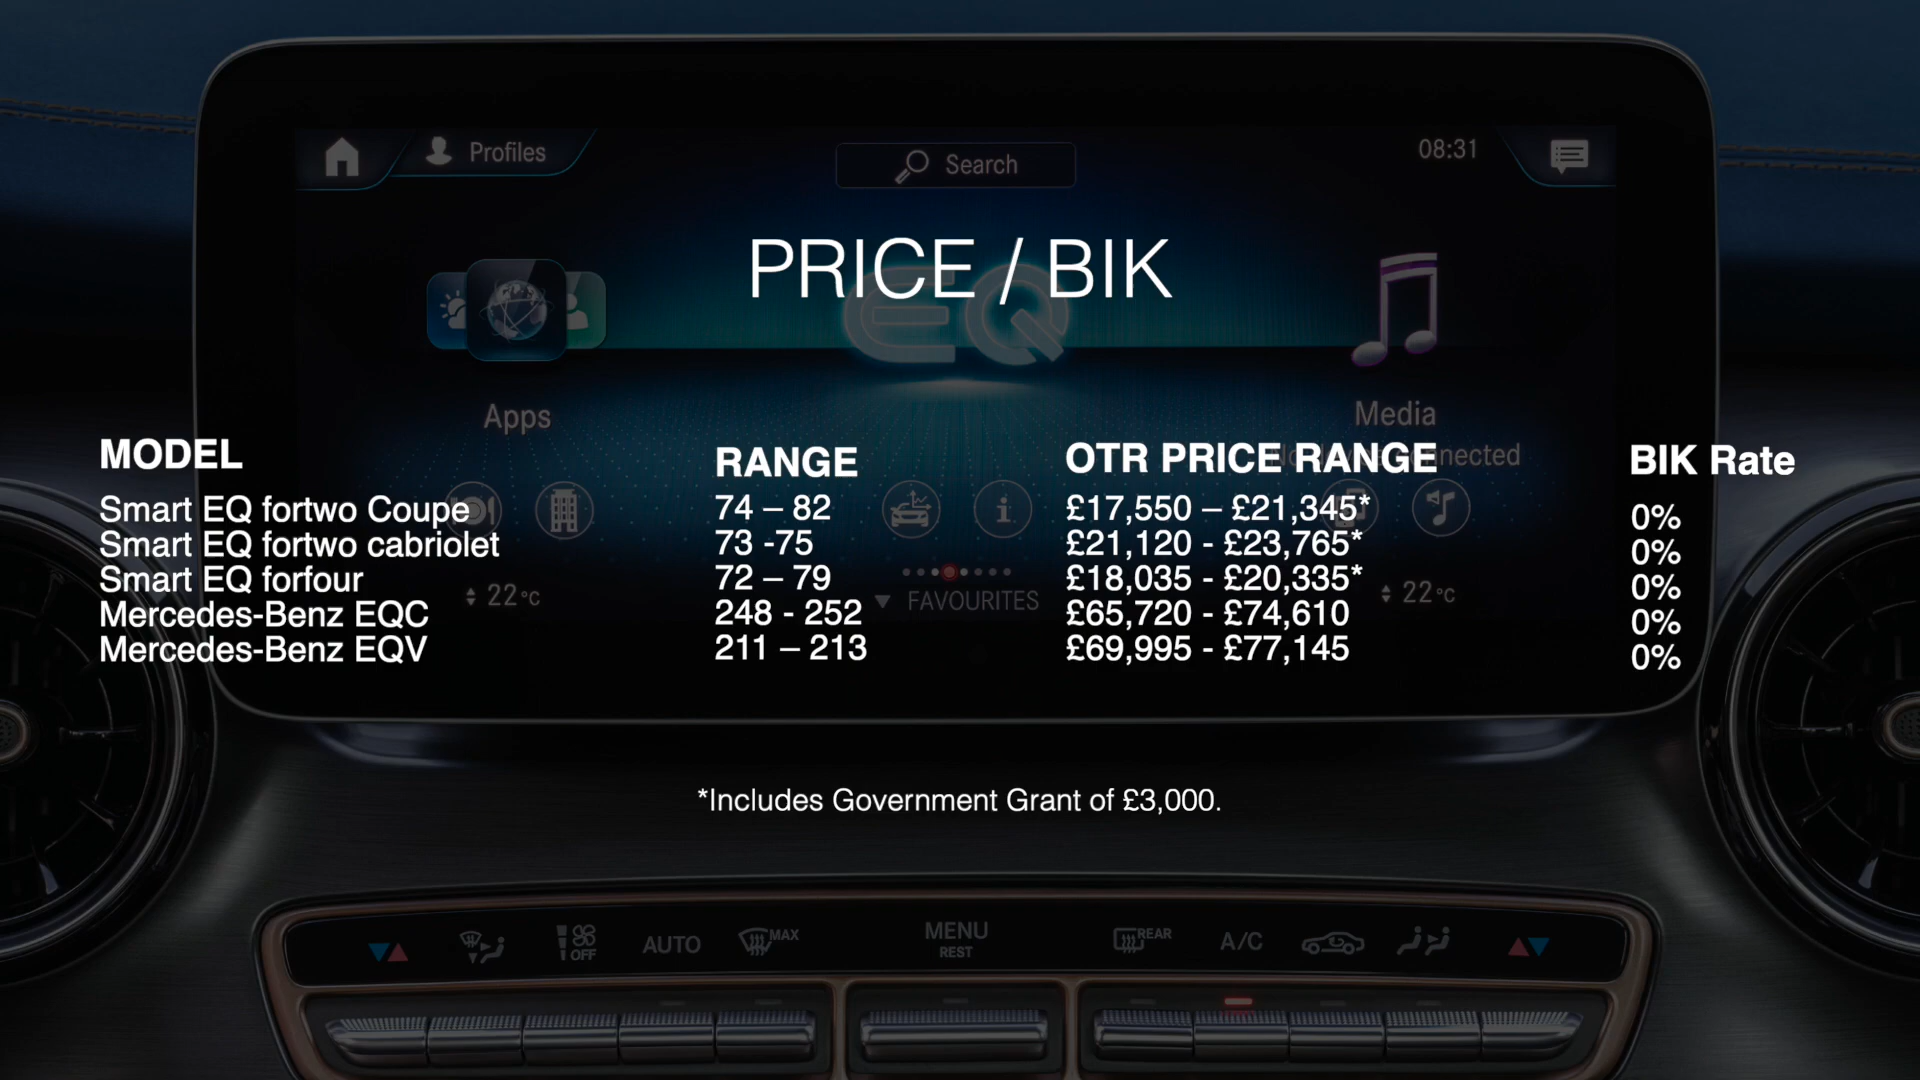 Profiles
Search
08:31
PRICE / BIK
EQ
Apps
Media
MODEL RANGE OTR PRICE RANGE BIK Rate
Smart EQ fortwo Coupe 74 – 82 £17,550 – £21,345* 0%
Smart EQ fortwo cabriolet 73 -75 £21,120 - £23,765* 0%
Smart EQ forfour 72 – 79 £18,035 - £20,335* 0%
Mercedes-Benz EQC 248 - 252 £65,720 - £74,610 0%
Mercedes-Benz EQV 211 – 213 £69,995 - £77,145 0%
22°C
FAVOURITES
22°C
*Includes Government Grant of £3,000.
OFF
AUTO
MAX
MENU
REST
REAR
A/C